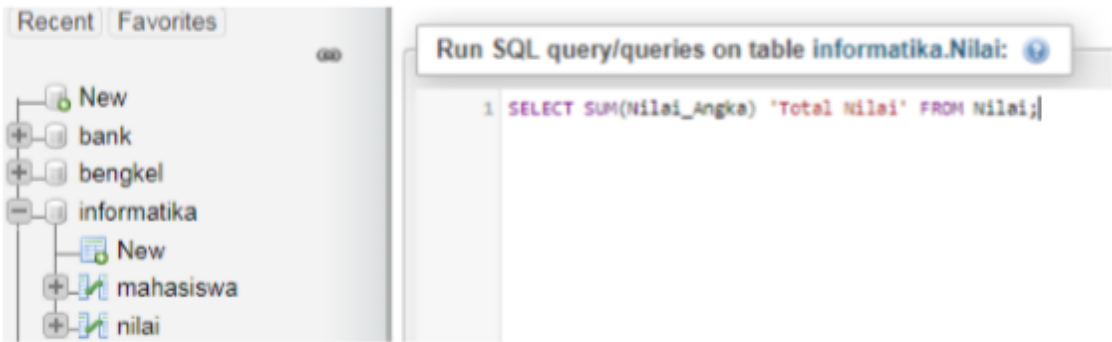 Recent Favorites
New
bank
bengkel
informatika
New
mahasiswa
nilai
Run SQL query/queries on table informatika.Nilai:
1 SELECT SUM(Nilai_Angka) 'Total Nilai' FROM Nilai;